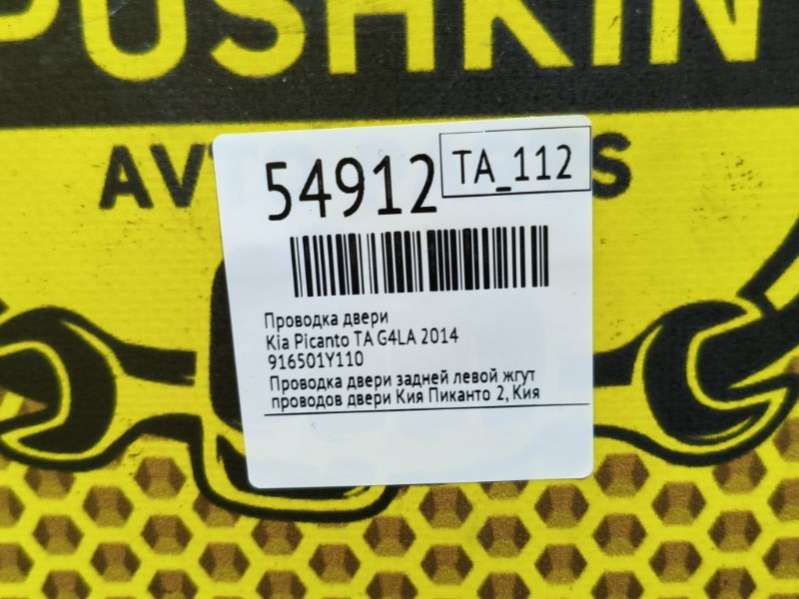 PUSHKIN
54912
TA_112
Проводка двери
Kia Picanto TA G4LA 2014
916501Y110
Проводка двери задней левой жгут
проводов двери Кия Пиканто 2, Кия